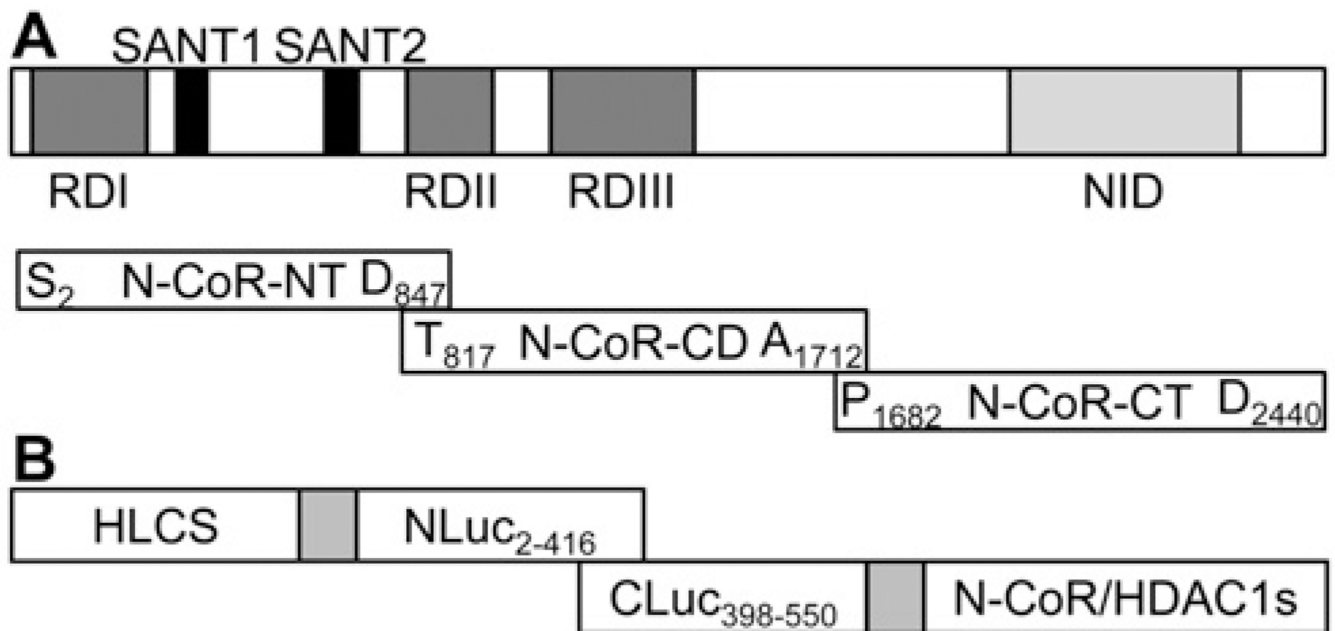 A
SANT1 SANT2
RDI RDII RDIII NID
S2 N-CoR-NT D847
T817 N-CoR-CD A1712
P1682 N-CoR-CT D2440
B
HLCS NLuc2-416
CLuc398-550 N-CoR/HDAC1s